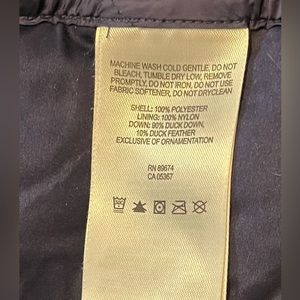 MACHINE WASH COLD GENTLE, DO NOT
BLEACH, TUMBLE DRY LOW, REMOVE
PROMPTLY, DO NOT IRON, DO NOT USE
FABRIC SOFTENER, DO NOT DRYCLEAN
SHELL: 100% POLYESTER
LINING: 100% NYLON
DOWN: 90% DUCK DOWN,
10% DUCK FEATHER
EXCLUSIVE OF ORNAMENTATION
RN 89674
CA 05367